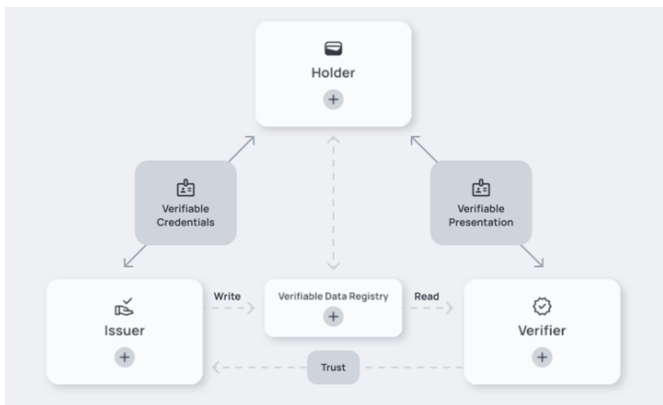 Holder
Verifiable
Credentials
Verifiable
Presentation
Write
Verifiable Data Registry
Read
Issuer
Verifier
Trust